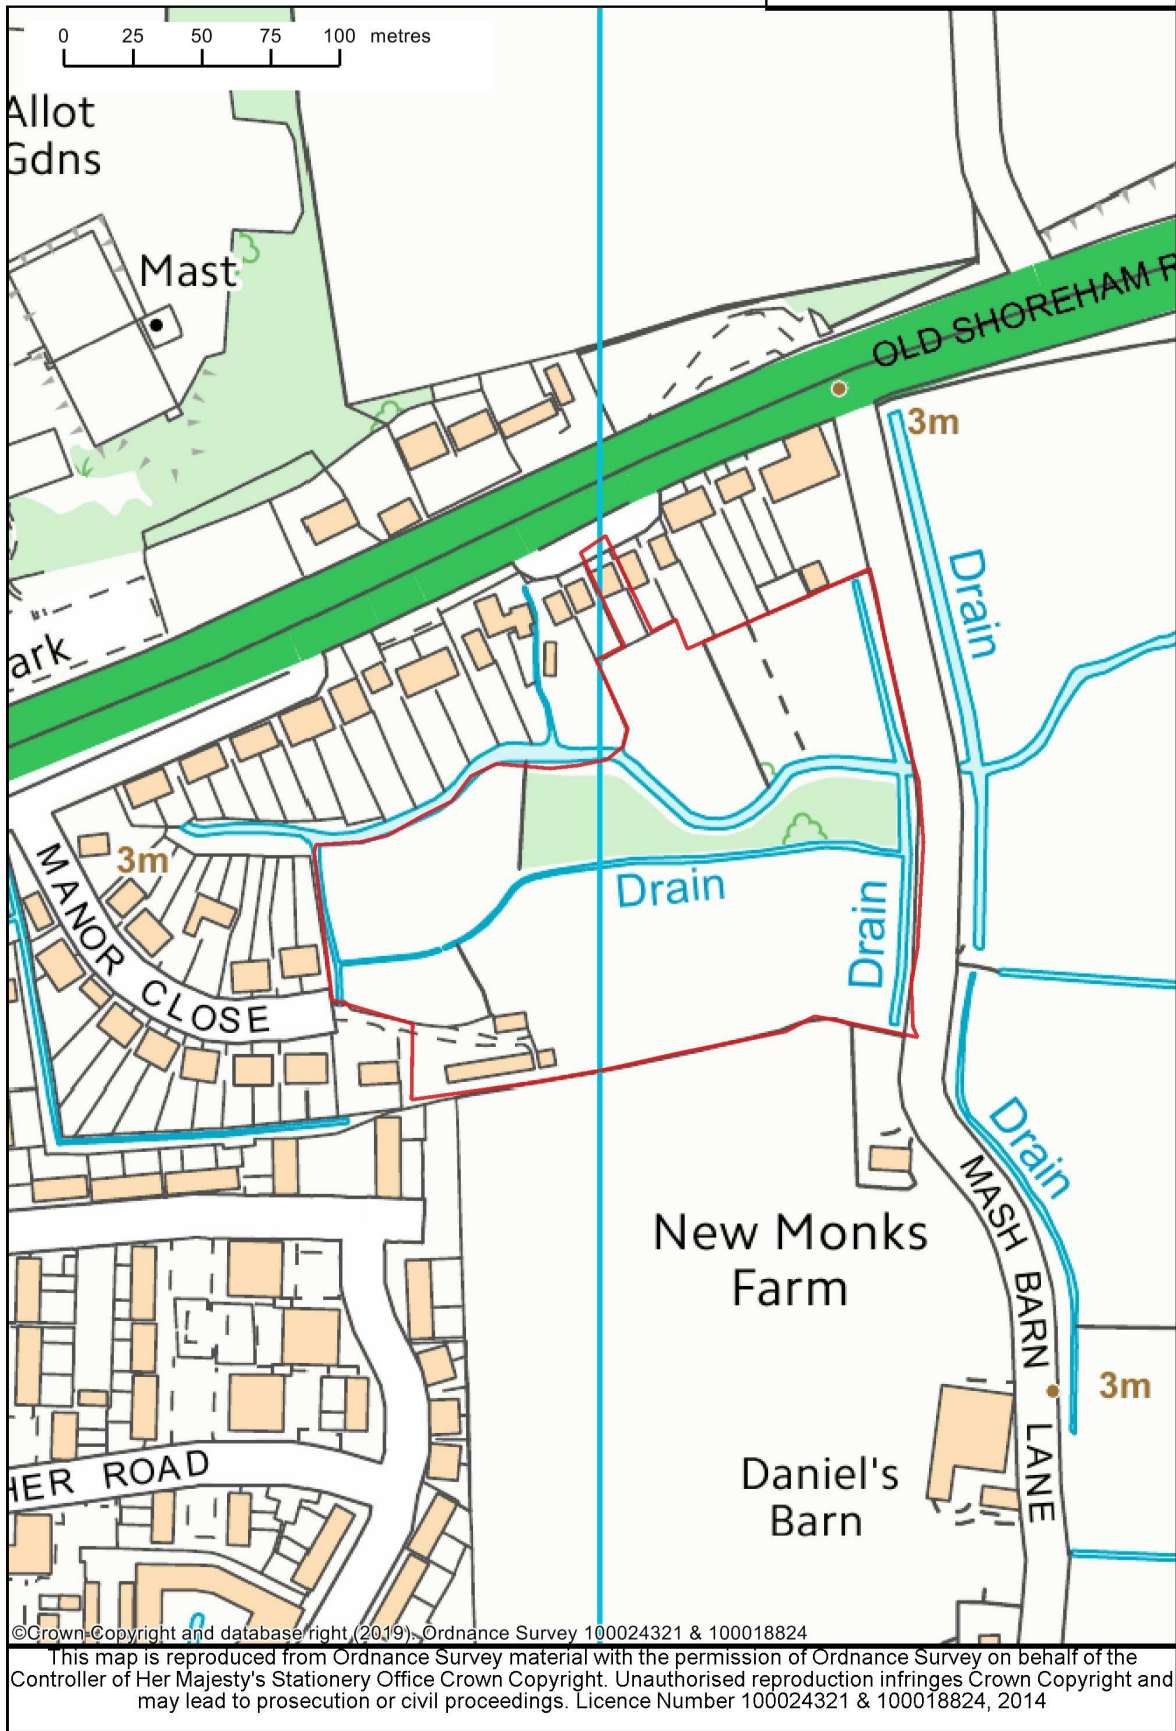 0 25 50 75 100 metres
Allot
Gdns
Mast
OLD SHOREHAM R
3m
Drain
ark
3m
MANOR CLOSE
Drain
Drain
Drain
MASH BARN LANE
New Monks
Farm
3m
HER ROAD
Daniel's
Barn
©Crown Copyright and database right (2019). Ordnance Survey 100024321 & 100018824
This map is reproduced from Ordnance Survey material with the permission of Ordnance Survey on behalf of the
Controller of Her Majesty's Stationery Office Crown Copyright. Unauthorised reproduction infringes Crown Copyright and
may lead to prosecution or civil proceedings. Licence Number 100024321 & 100018824, 2014